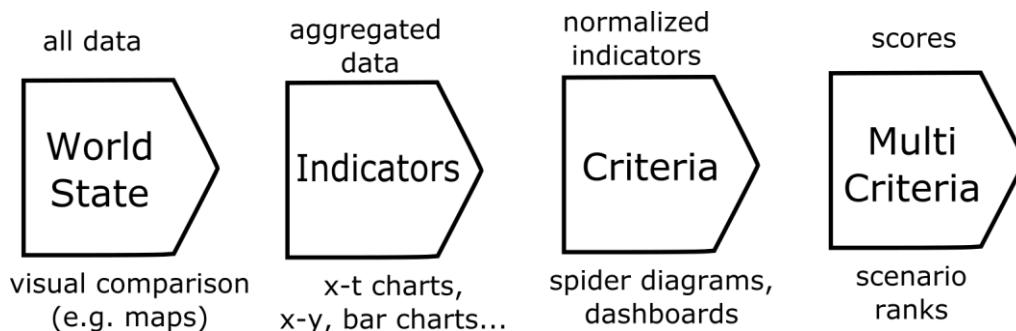 all data
World
State
visual comparison
(e.g. maps)
aggregated
data
Indicators
x-t charts,
x-y, bar charts...
normalized
indicators
Criteria
spider diagrams,
dashboards
scores
Multi
Criteria
scenario
ranks